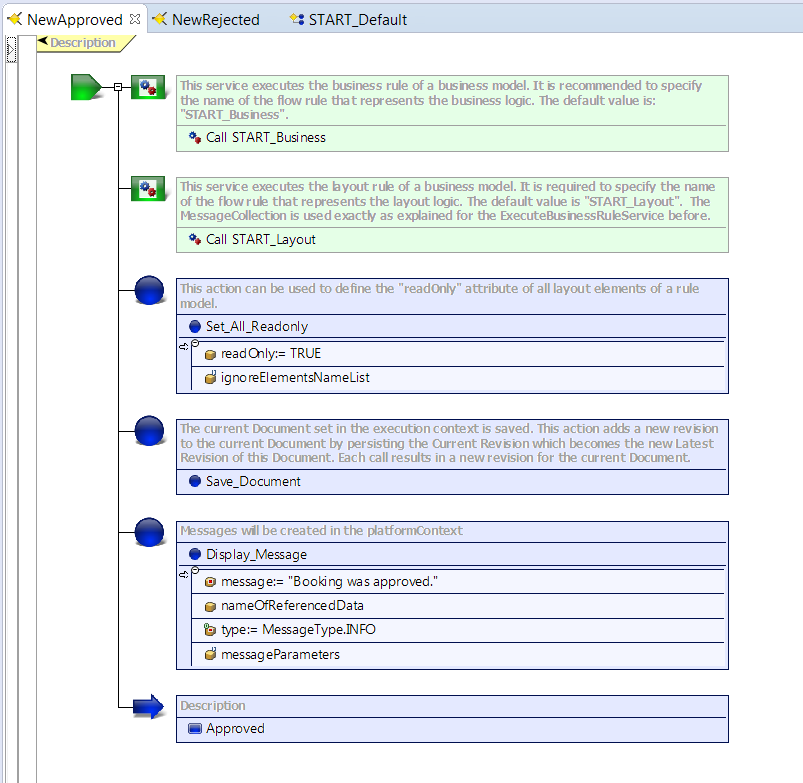 NewApproved
NewRejected
START_Default
Description
This service executes the business rule of a business model. It is recommended to specify
the name of the flow rule that represents the business logic. The default value is:
"START_Business".
Call START_Business
This service executes the layout rule of a business model. It is required to specify the name
of the flow rule that represents the layout logic. The default value is "START_Layout".  The
MessageCollection is used exactly as explained for the ExecuteBusinessRuleService before.
Call START_Layout
This action can be used to define the "readOnly" attribute of all layout elements of a rule
model.
Set_All_Readonly
readOnly:= TRUE
ignoreElementsNameList
The current Document set in the execution context is saved. This action adds a new revision
to the current Document by persisting the Current Revision which becomes the new Latest
Revision of this Document. Each call results in a new revision for the current Document.
Save_Document
Messages will be created in the platformContext
Display_Message
message:= "Booking was approved."
nameOfReferencedData
type:= MessageType.INFO
messageParameters
Description
Approved